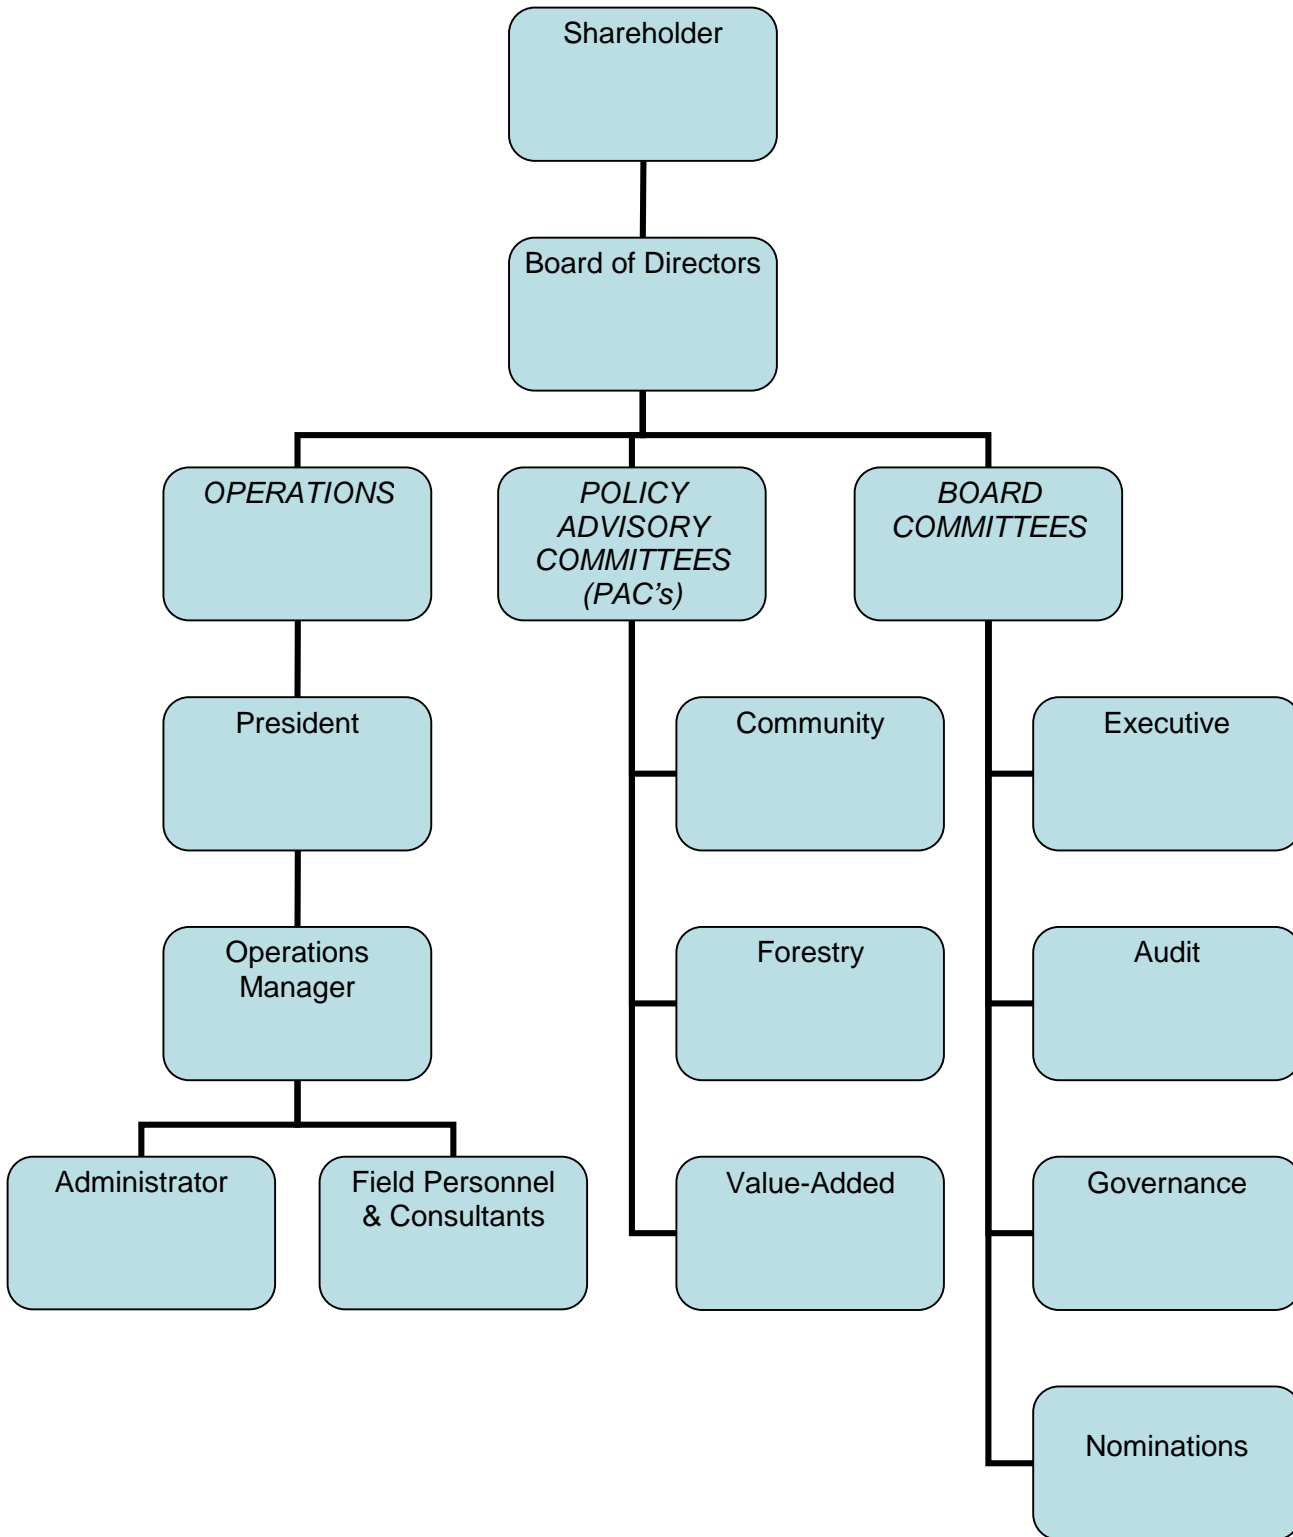 Shareholder
Board of Directors
OPERATIONS
POLICY
ADVISORY
COMMITTEES
(PAC’s)
BOARD
COMMITTEES
President
Community
Executive
Operations
Manager
Forestry
Audit
Administrator
Field Personnel
& Consultants
Value-Added
Governance
Nominations